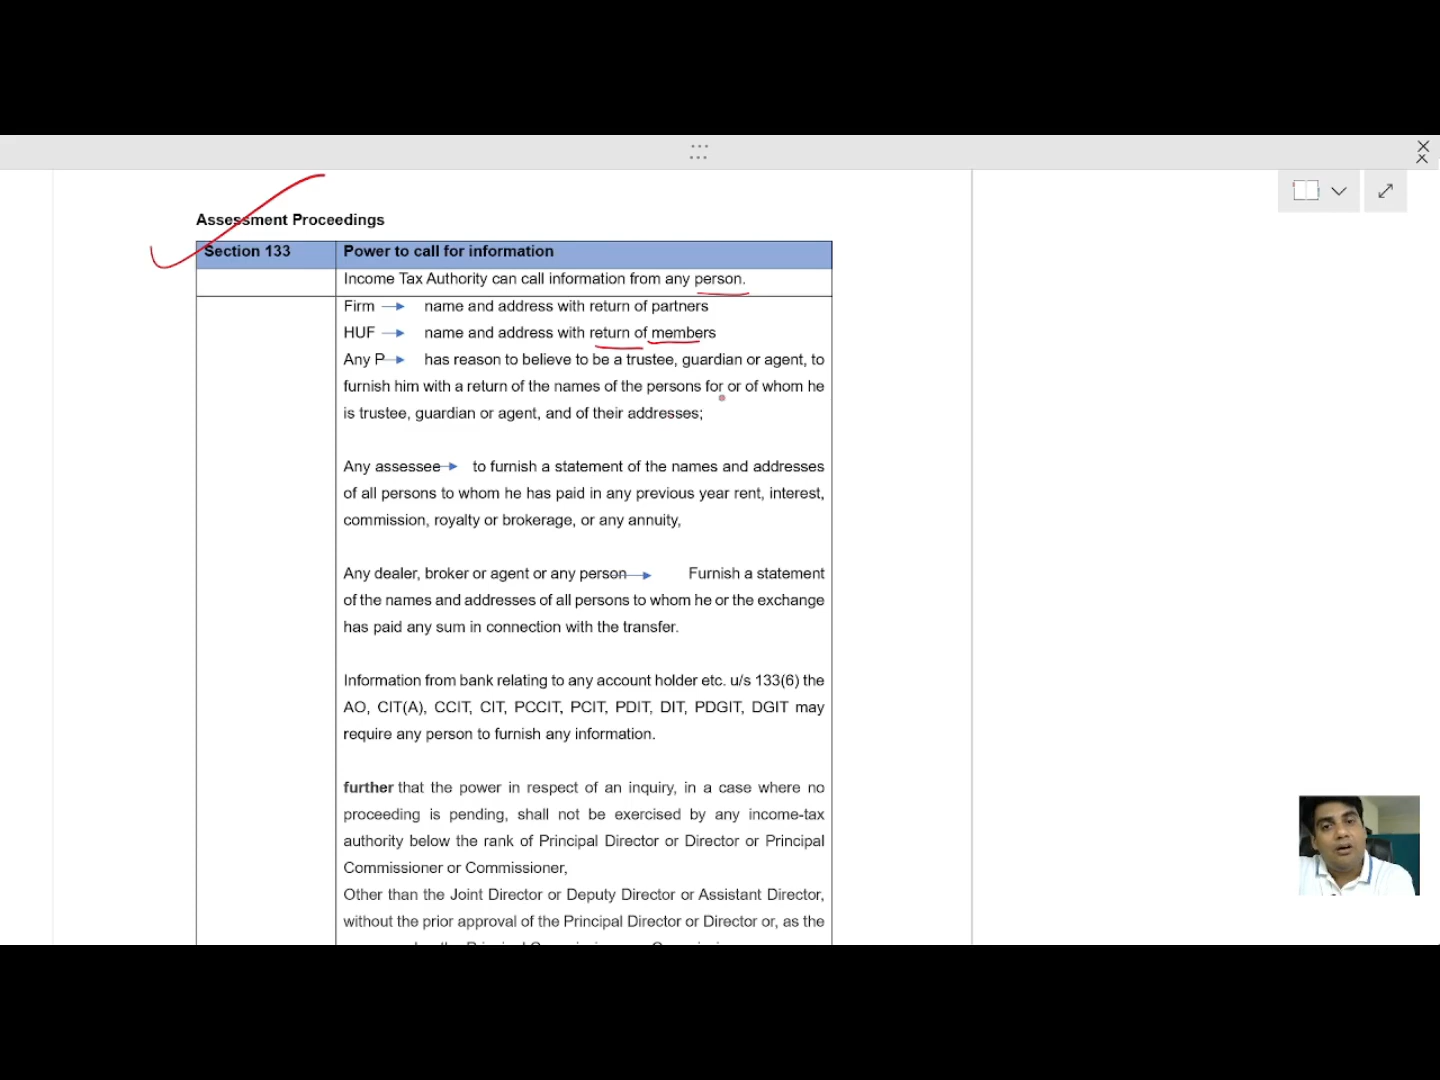 Assessment Proceedings
Section 133
Power to call for information
Income Tax Authority can call information from any person.
Firm → name and address with return of partners
HUF → name and address with return of members
Any P → has reason to believe to be a trustee, guardian or agent, to
furnish him with a return of the names of the persons for or of whom he
is trustee, guardian or agent, and of their addresses;
Any assessee → to furnish a statement of the names and addresses
of all persons to whom he has paid in any previous year rent, interest,
commission, royalty or brokerage, or any annuity,
Any dealer, broker or agent or any person → Furnish a statement
of the names and addresses of all persons to whom he or the exchange
has paid any sum in connection with the transfer.
Information from bank relating to any account holder etc. u/s 133(6) the
AO, CIT(A), CCIT, CIT, PCCIT, PCIT, PDIT, DIT, PDGIT, DGIT may
require any person to furnish any information.
further that the power in respect of an inquiry, in a case where no
proceeding is pending, shall not be exercised by any income-tax
authority below the rank of Principal Director or Director or Principal
Commissioner or Commissioner,
Other than the Joint Director or Deputy Director or Assistant Director,
without the prior approval of the Principal Director or Director or, as the